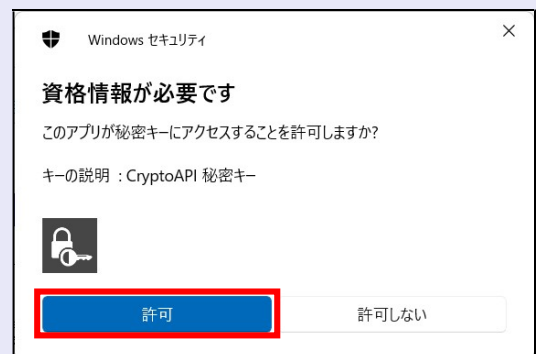 Windows セキュリティ
資格情報が必要です
このアプリが秘密キーにアクセスすることを許可しますか?
キーの説明 : CryptoAPI 秘密キー
許可
許可しない